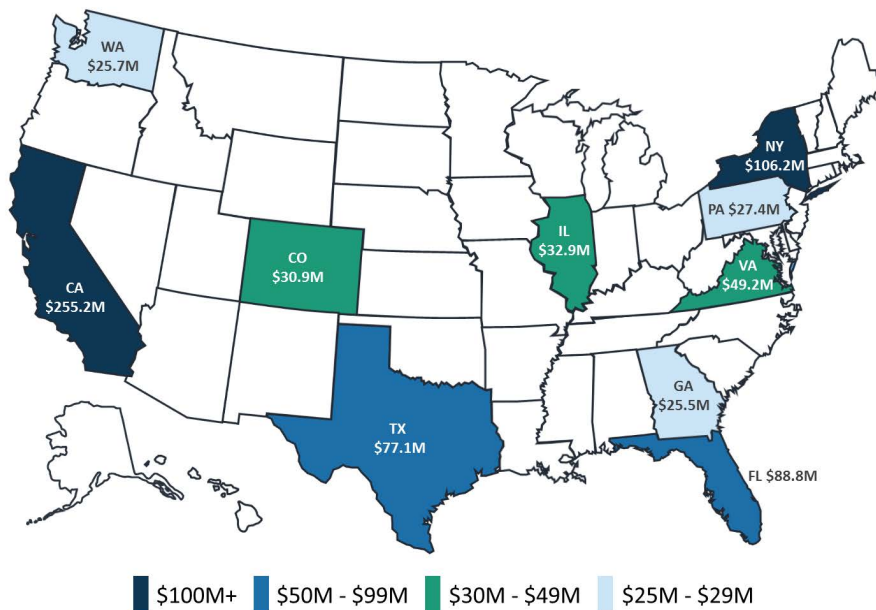 WA
$25.7M
NY
$106.2M
PA $27.4M
IL
$32.9M
CO
$30.9M
VA
$49.2M
CA
$255.2M
GA
$25.5M
TX
$77.1M
FL $88.8M
$100M+
$50M - $99M
$30M - $49M
$25M - $29M